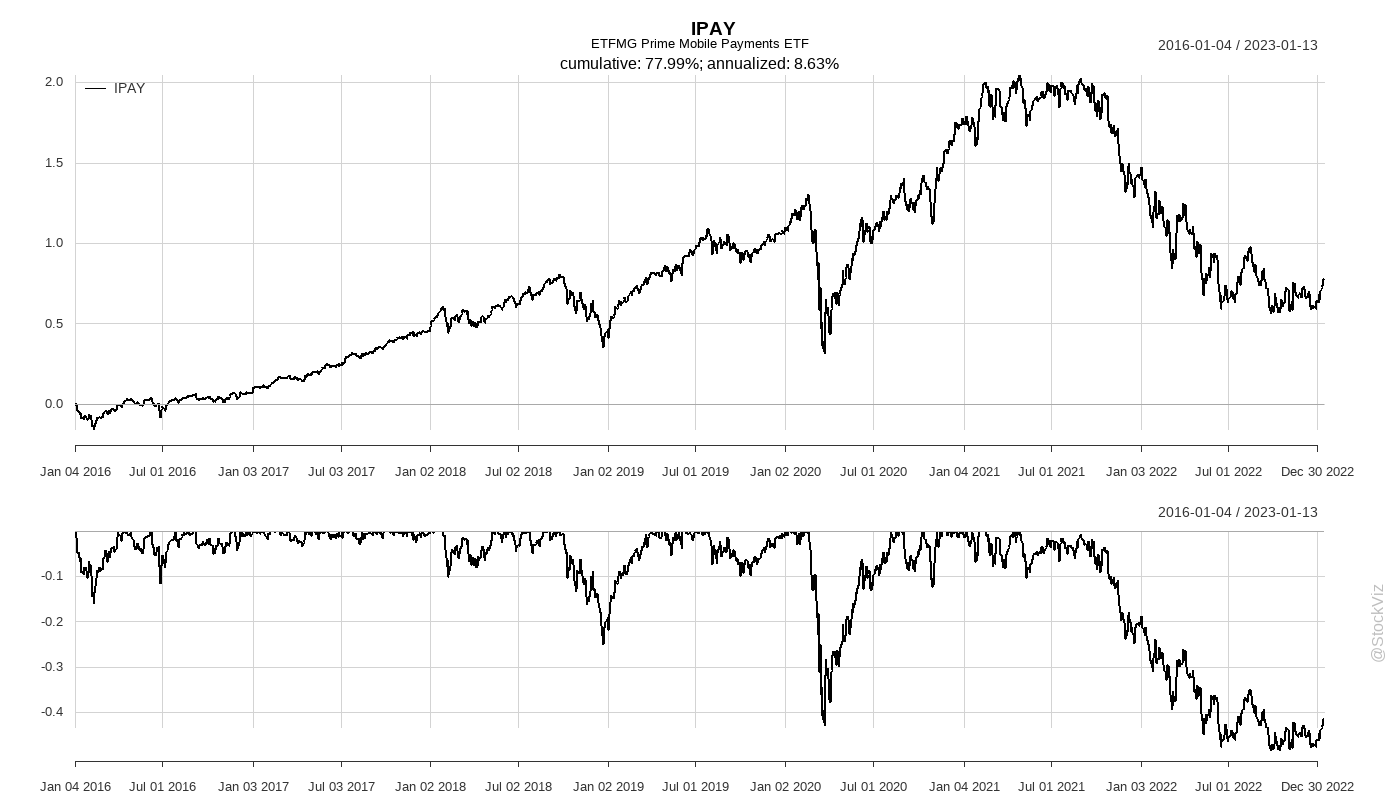 IPAY
ETFMG Prime Mobile Payments ETF
cumulative: 77.99%; annualized: 8.63%
2016-01-04 / 2023-01-13
IPAY
2.0
1.5
1.0
0.5
0.0
Jan 04 2016 Jul 01 2016 Jan 03 2017 Jul 03 2017 Jan 02 2018 Jul 02 2018 Jan 02 2019 Jul 01 2019 Jan 02 2020 Jul 01 2020 Jan 04 2021 Jul 01 2021 Jan 03 2022 Jul 01 2022 Dec 30 2022
2016-01-04 / 2023-01-13
-0.1
-0.2
-0.3
-0.4
Jan 04 2016 Jul 01 2016 Jan 03 2017 Jul 03 2017 Jan 02 2018 Jul 02 2018 Jan 02 2019 Jul 01 2019 Jan 02 2020 Jul 01 2020 Jan 04 2021 Jul 01 2021 Jan 03 2022 Jul 01 2022 Dec 30 2022
@StockViz